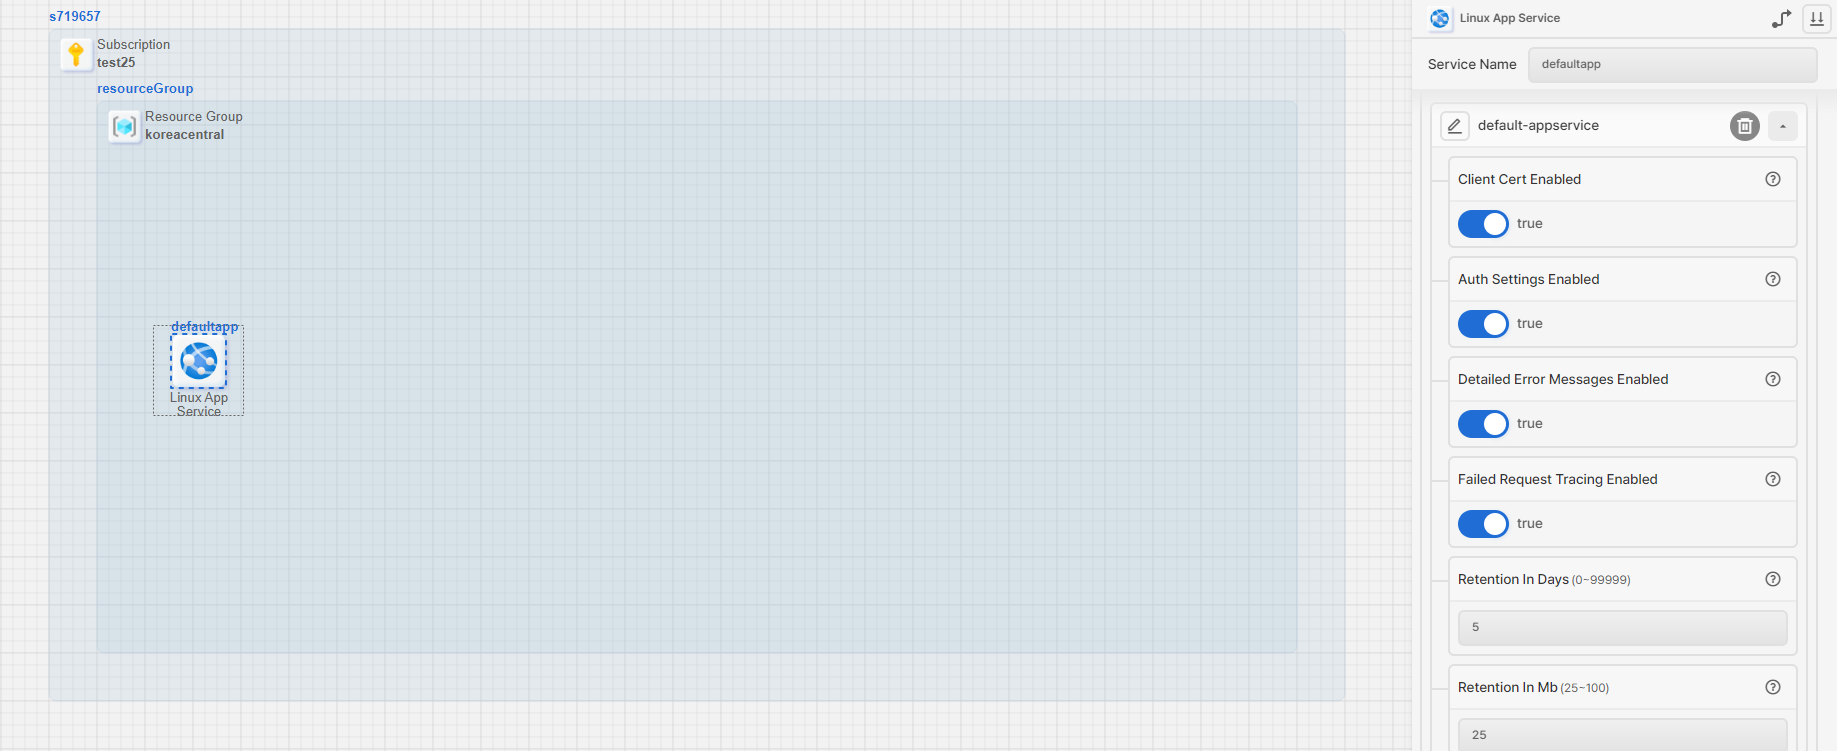 s719657
Subscription
test25
resourceGroup
Resource Group
koreacentral
defaultapp
Linux App
Service
Linux App Service
Service Name
defaultapp
default-appservice
Client Cert Enabled
true
Auth Settings Enabled
true
Detailed Error Messages Enabled
true
Failed Request Tracing Enabled
true
Retention In Days (0~99999)
5
Retention In Mb (25~100)
25